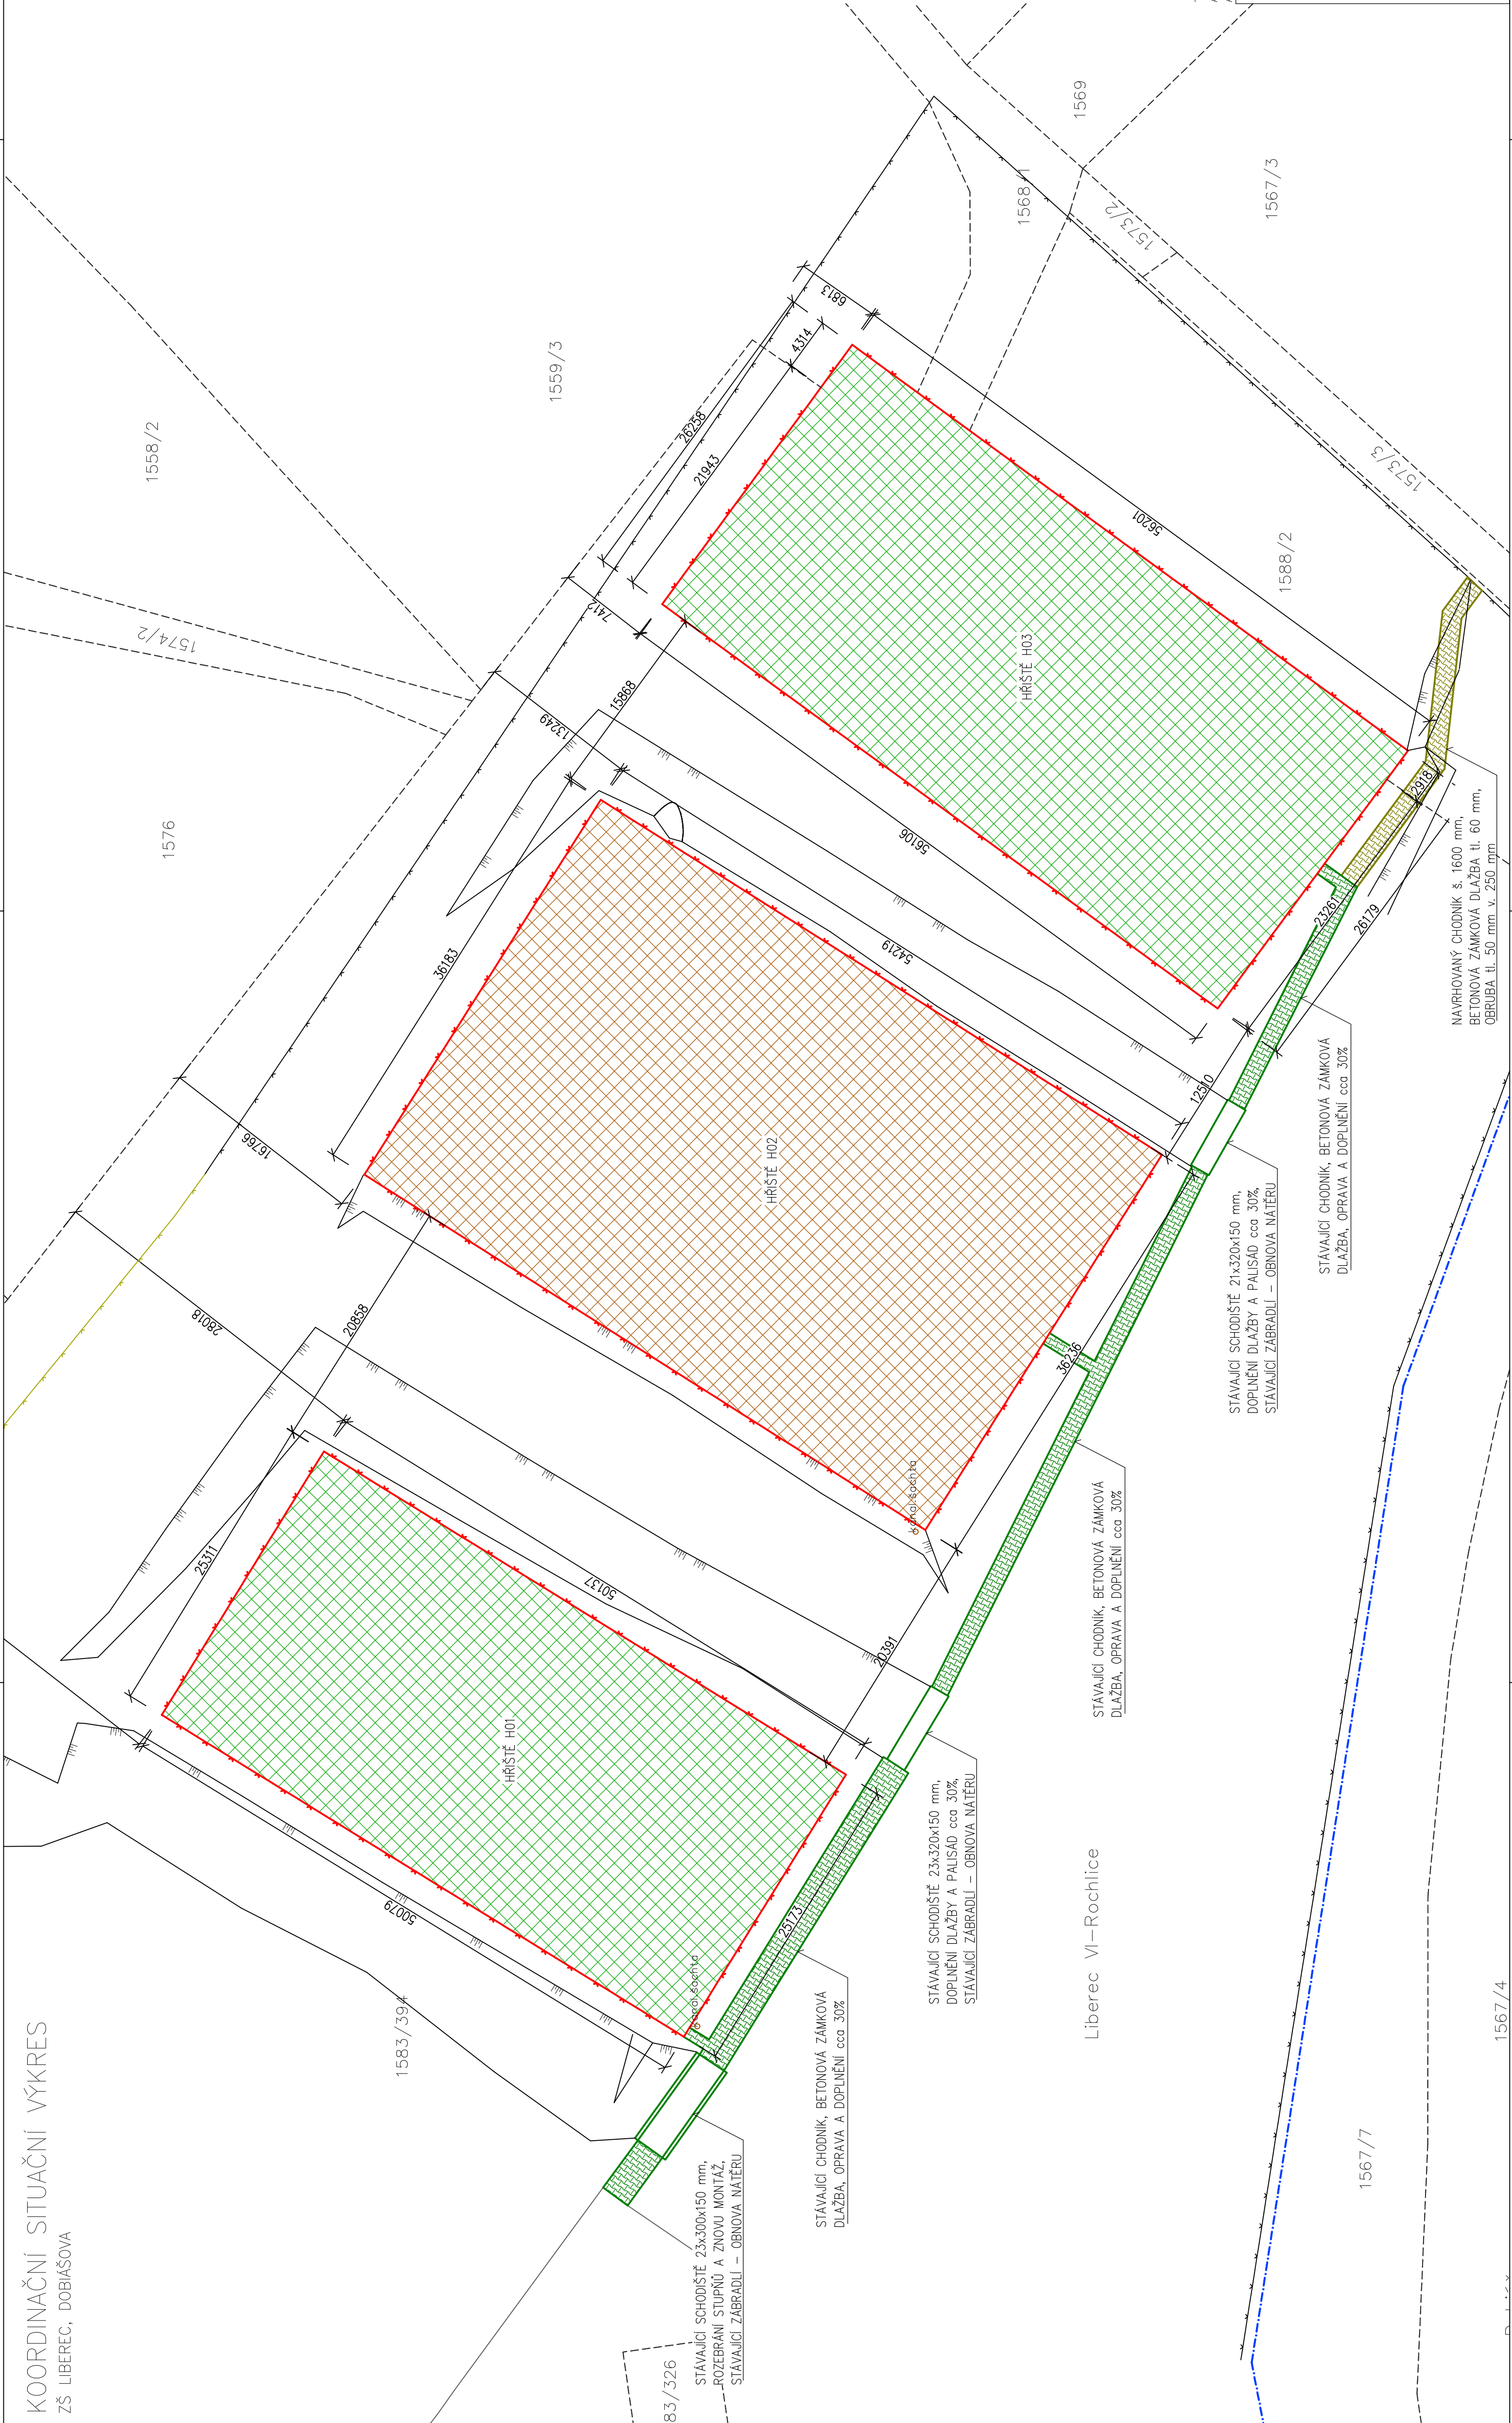 KOORDINAČNÍ SITUAČNÍ VÝKRES
ZŠ LIBEREC, DOBIÁŠOVA
1583/394
83/326
STÁVAJÍCÍ SCHODIŠTĚ 23x300x150 mm,
ROZEBRÁNÍ STUPŇŮ A ZNOVU MONTÁŽ,
STÁVAJÍCÍ ZÁBRADLÍ – OBNOVA NÁTĚRU
STÁVAJÍCÍ CHODNÍK, BETONOVÁ ZÁMKOVÁ
DLAŽBA, OPRAVA A DOPLNĚNÍ cca 30%
STÁVAJÍCÍ SCHODIŠTĚ 23x320x150 mm,
DOPLNĚNÍ DLAŽBY A PALISÁD cca 30%,
STÁVAJÍCÍ ZÁBRADLÍ – OBNOVA NÁTĚRU
Liberec VI–Rochlice
1567/7
1567/4
HŘIŠTĚ H01
kanal.šachta
50079
50137
25311
25173
20391
20858
28018
16766
STÁVAJÍCÍ CHODNÍK, BETONOVÁ ZÁMKOVÁ
DLAŽBA, OPRAVA A DOPLNĚNÍ cca 30%
STÁVAJÍCÍ SCHODIŠTĚ 21x320x150 mm,
DOPLNĚNÍ DLAŽBY A PALISÁD cca 30%,
STÁVAJÍCÍ ZÁBRADLÍ – OBNOVA NÁTĚRU
STÁVAJÍCÍ CHODNÍK, BETONOVÁ ZÁMKOVÁ
DLAŽBA, OPRAVA A DOPLNĚNÍ cca 30%
HŘIŠTĚ H02
kanal.šachta
36183
36236
54219
12510
13249
15868
56106
7412
NAVRHOVANÝ CHODNÍK š. 1600 mm,
BETONOVÁ ZÁMKOVÁ DLAŽBA tl. 60 mm,
OBRUBA tl. 50 mm v. 250 mm
HŘIŠTĚ H03
23261
26179
2918
56201
21943
26258
4314
6813
1576
1574/2
1558/2
1559/3
1588/2
1573/3
1573/2
1567/3
1568/1
1569